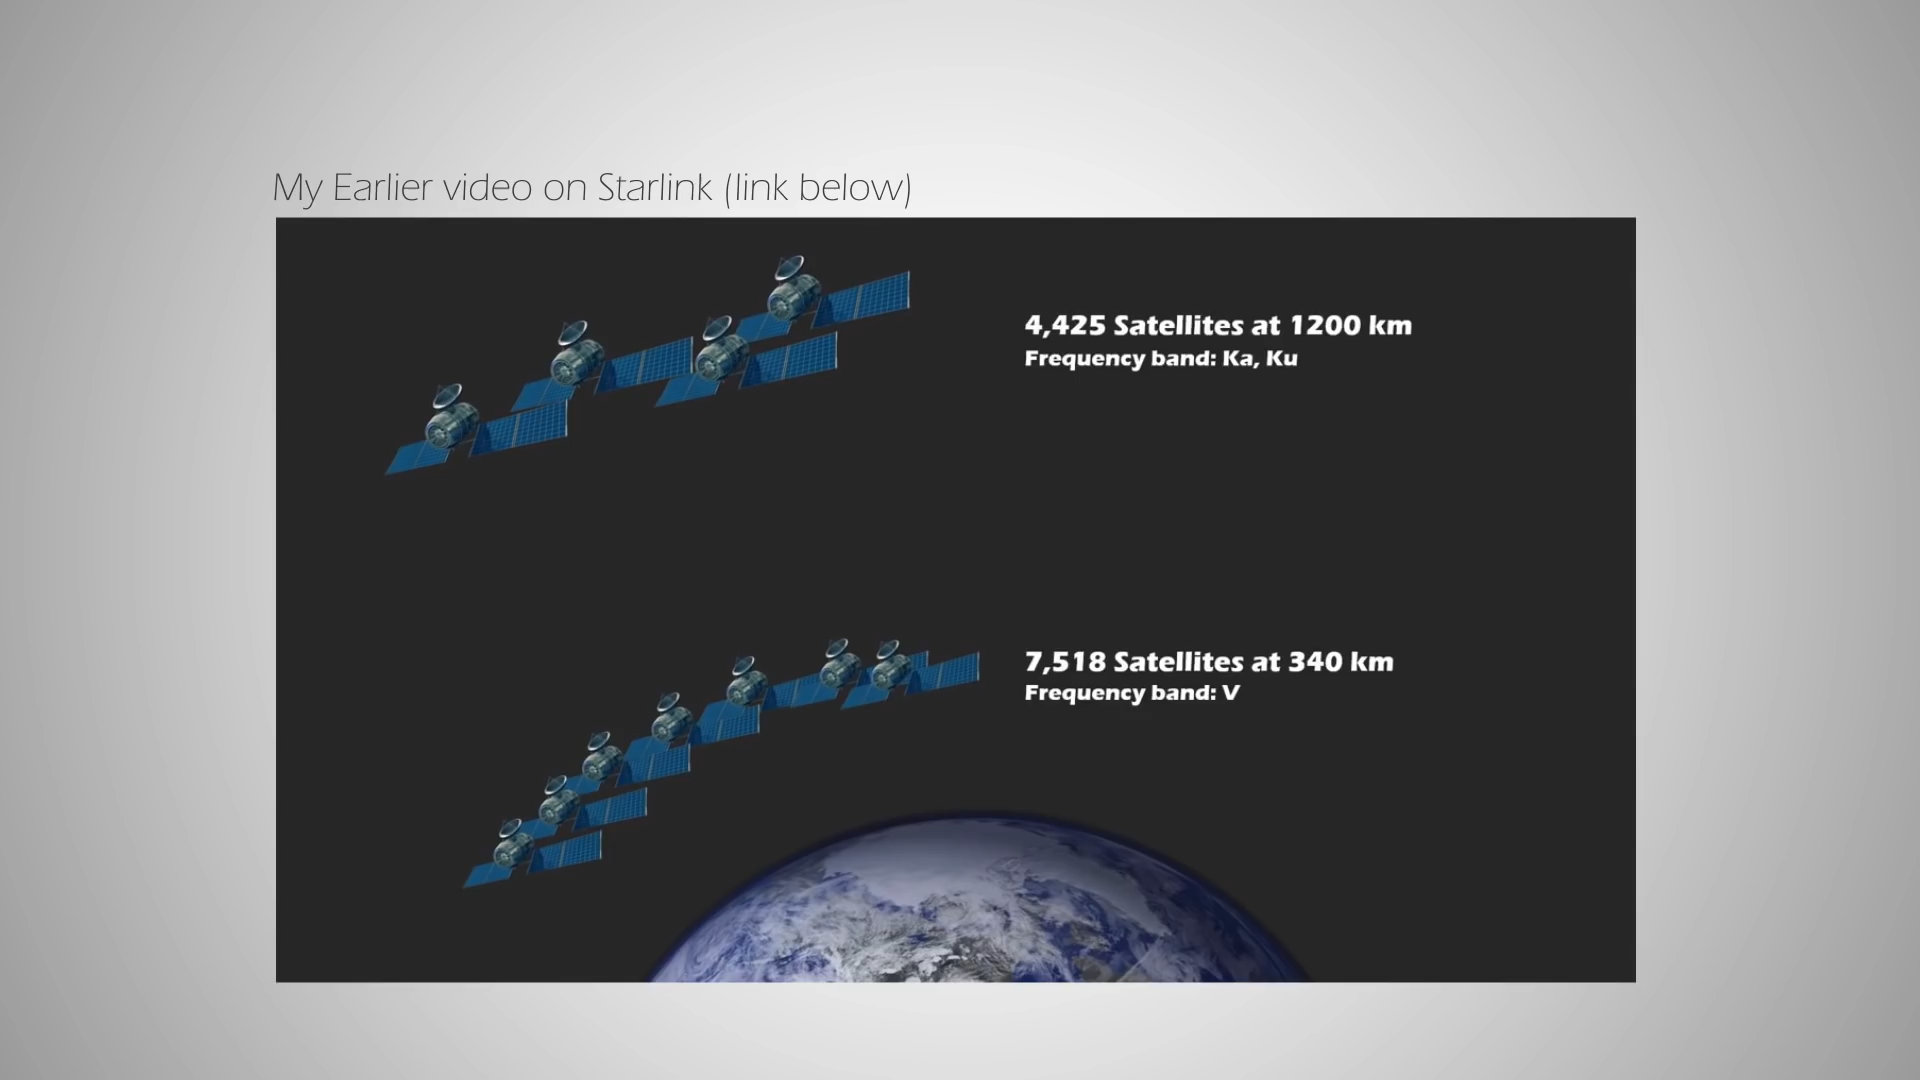 My Earlier video on Starlink (link below)
4,425 Satellites at 1200 km
Frequency band: Ka, Ku
7,518 Satellites at 340 km
Frequency band: V